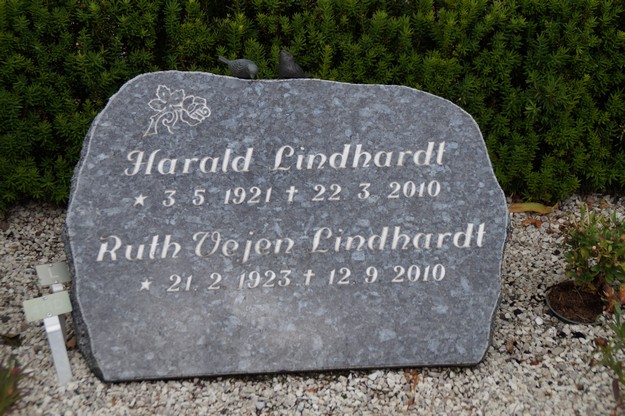 Harald Lindhardt
★ 3 5 1921 † 22 3 2010
Ruth Vejen Lindhardt
★ 21. 2. 1923 † 12. 9. 2010